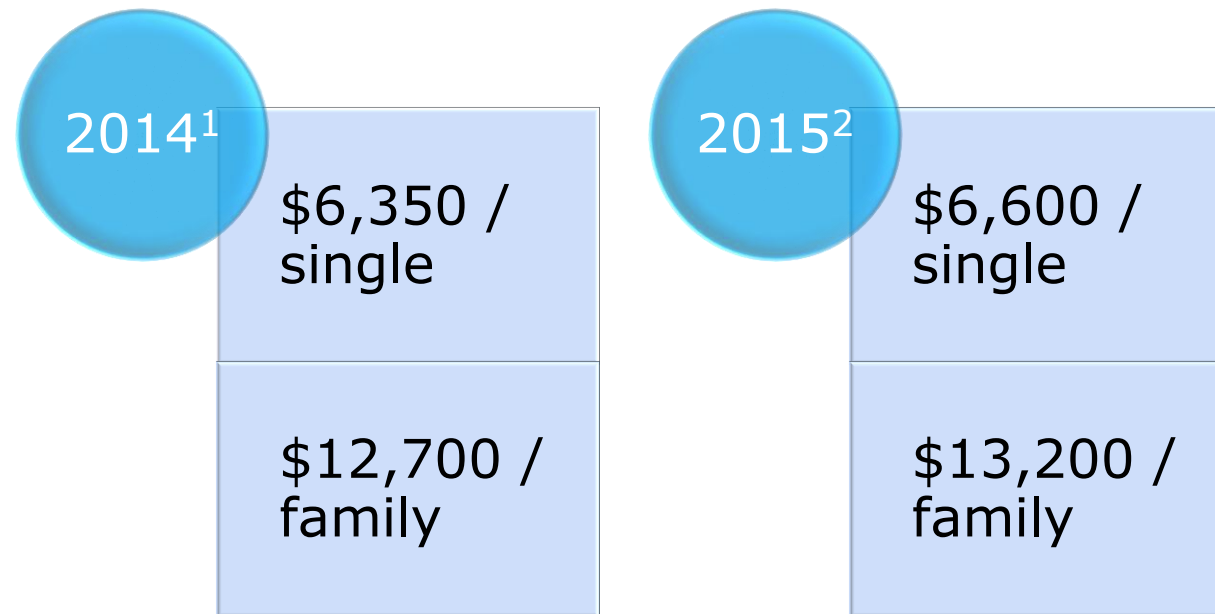 2014¹
$6,350 /
single
$12,700 /
family
2015²
$6,600 /
single
$13,200 /
family